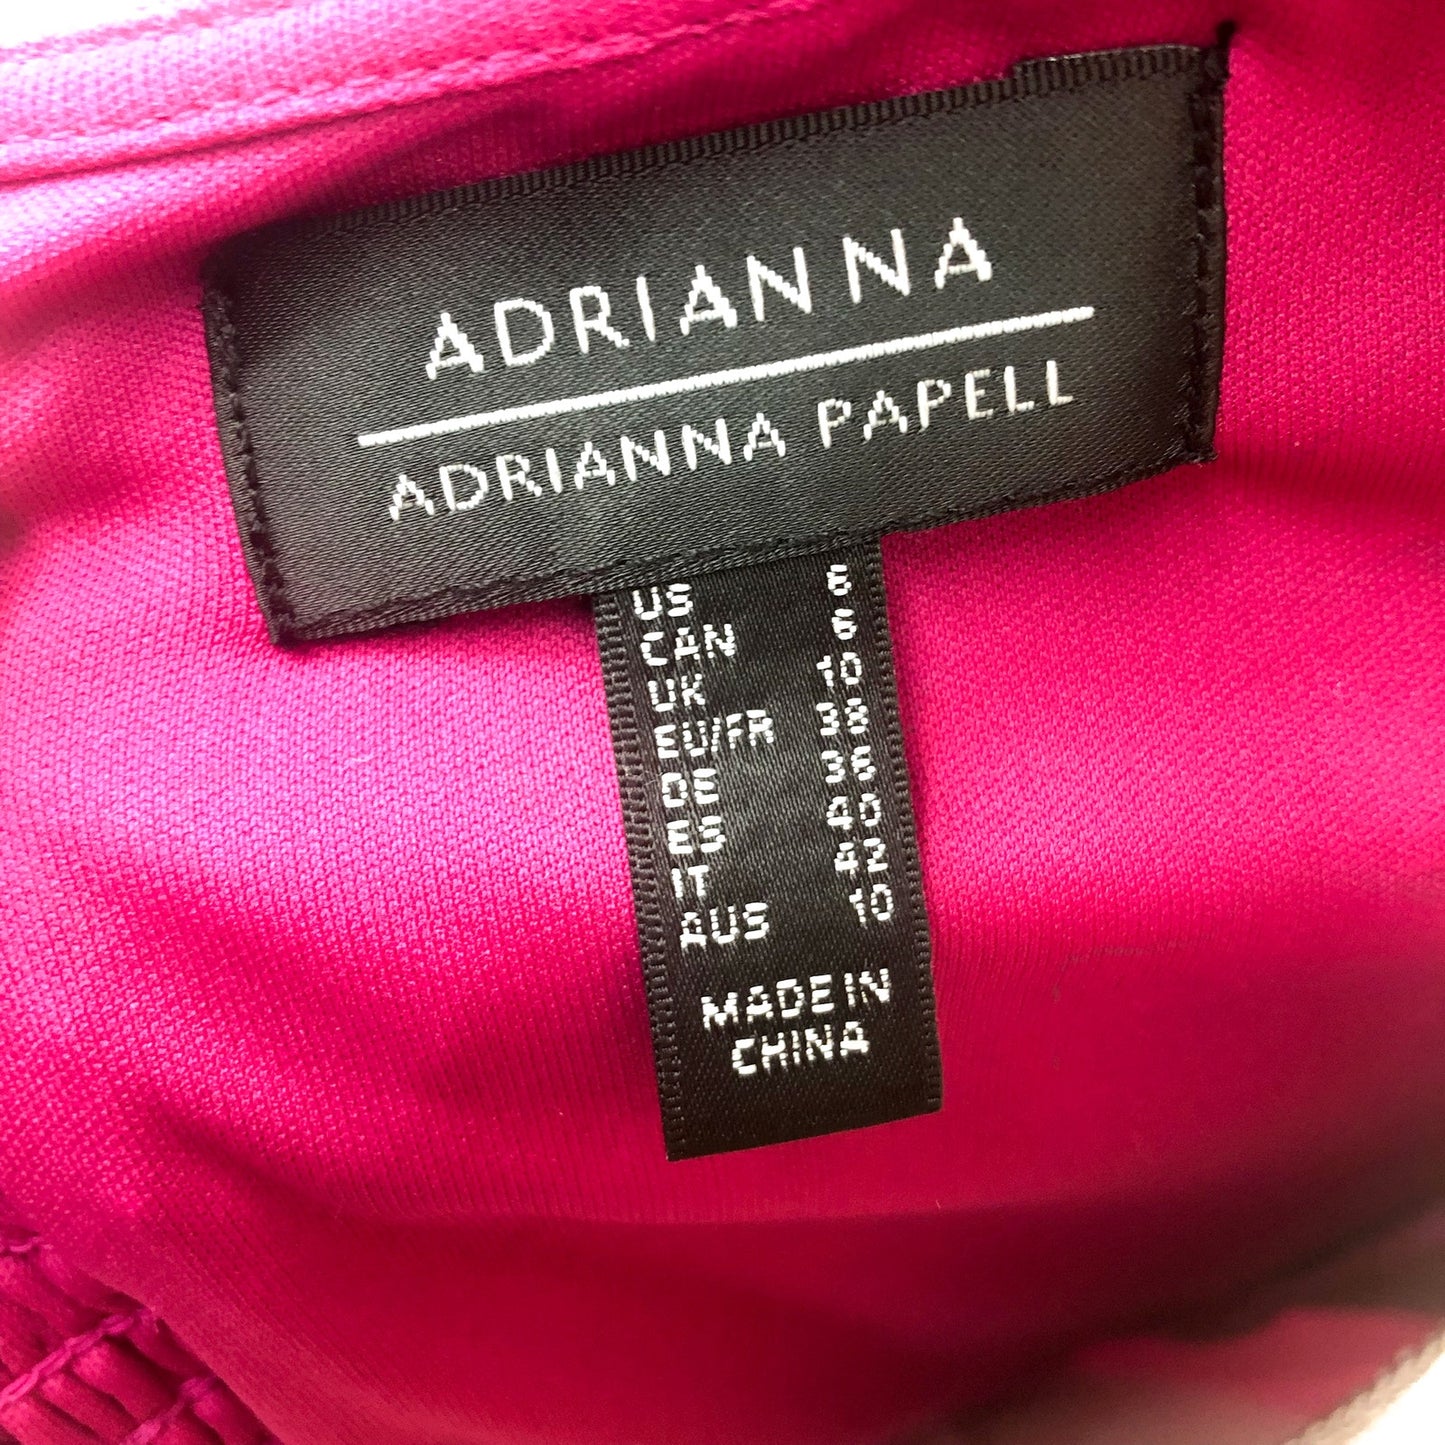 ADRIANNA
ADRIANNA PAPELL
US 6
CAN 6
UK 10
EU/FR 38
DE 36
ES 40
IT 42
AUS 10
MADE IN
CHINA